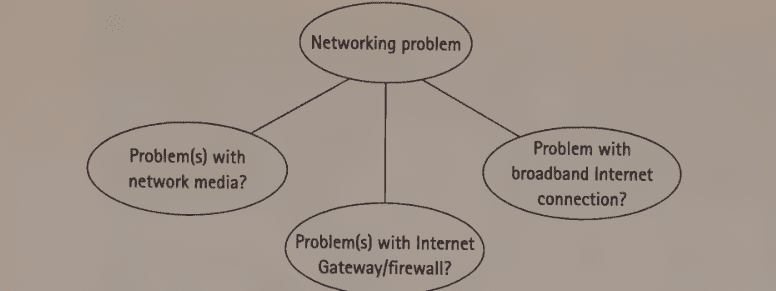 Networking problem
Problem(s) with
network media?
Problem with
broadband Internet
connection?
Problem(s) with Internet
Gateway/firewall?